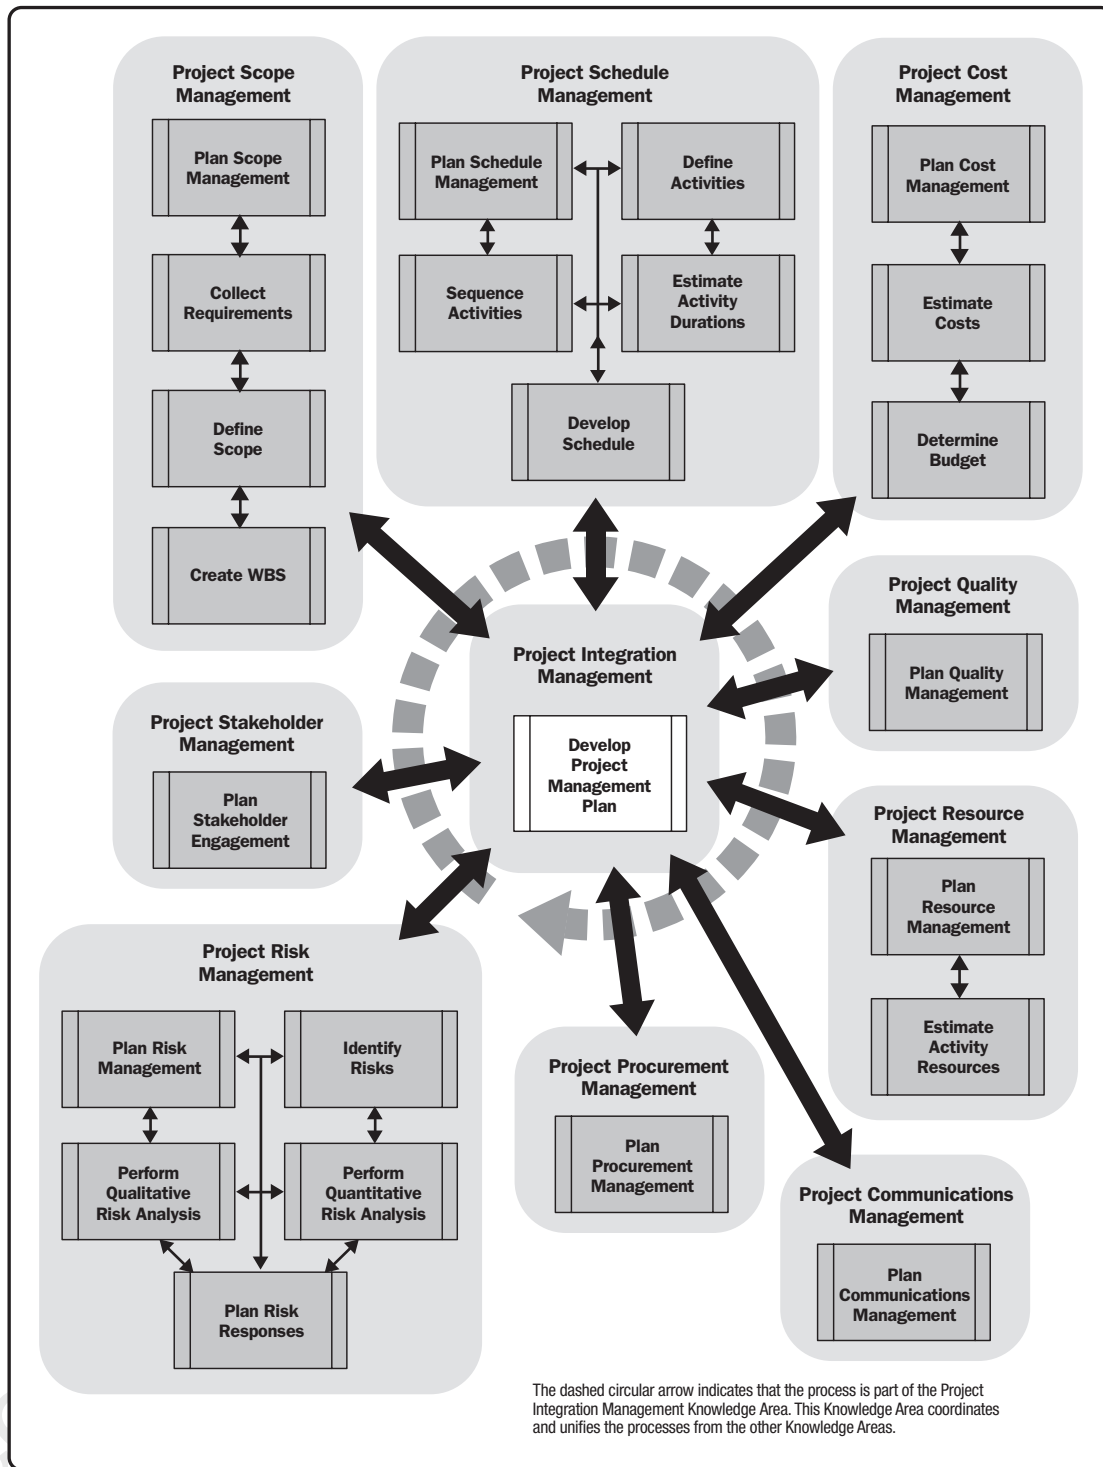 Project Scope
Management
Plan Scope
Management
Collect
Requirements
Define
Scope
Create WBS
Project Schedule
Management
Plan Schedule
Management
Define
Activities
Sequence
Activities
Estimate
Activity
Durations
Develop
Schedule
Project Cost
Management
Plan Cost
Management
Estimate
Costs
Determine
Budget
Project Quality
Management
Plan Quality
Management
Project Integration
Management
Develop
Project
Management
Plan
Project Stakeholder
Management
Plan
Stakeholder
Engagement
Project Resource
Management
Plan
Resource
Management
Estimate
Activity
Resources
Project Risk
Management
Plan Risk
Management
Identify
Risks
Perform
Qualitative
Risk Analysis
Perform
Quantitative
Risk Analysis
Plan Risk
Responses
Project Procurement
Management
Plan
Procurement
Management
Project Communications
Management
Plan
Communications
Management
The dashed circular arrow indicates that the process is part of the Project
Integration Management Knowledge Area. This Knowledge Area coordinates
and unifies the processes from the other Knowledge Areas.